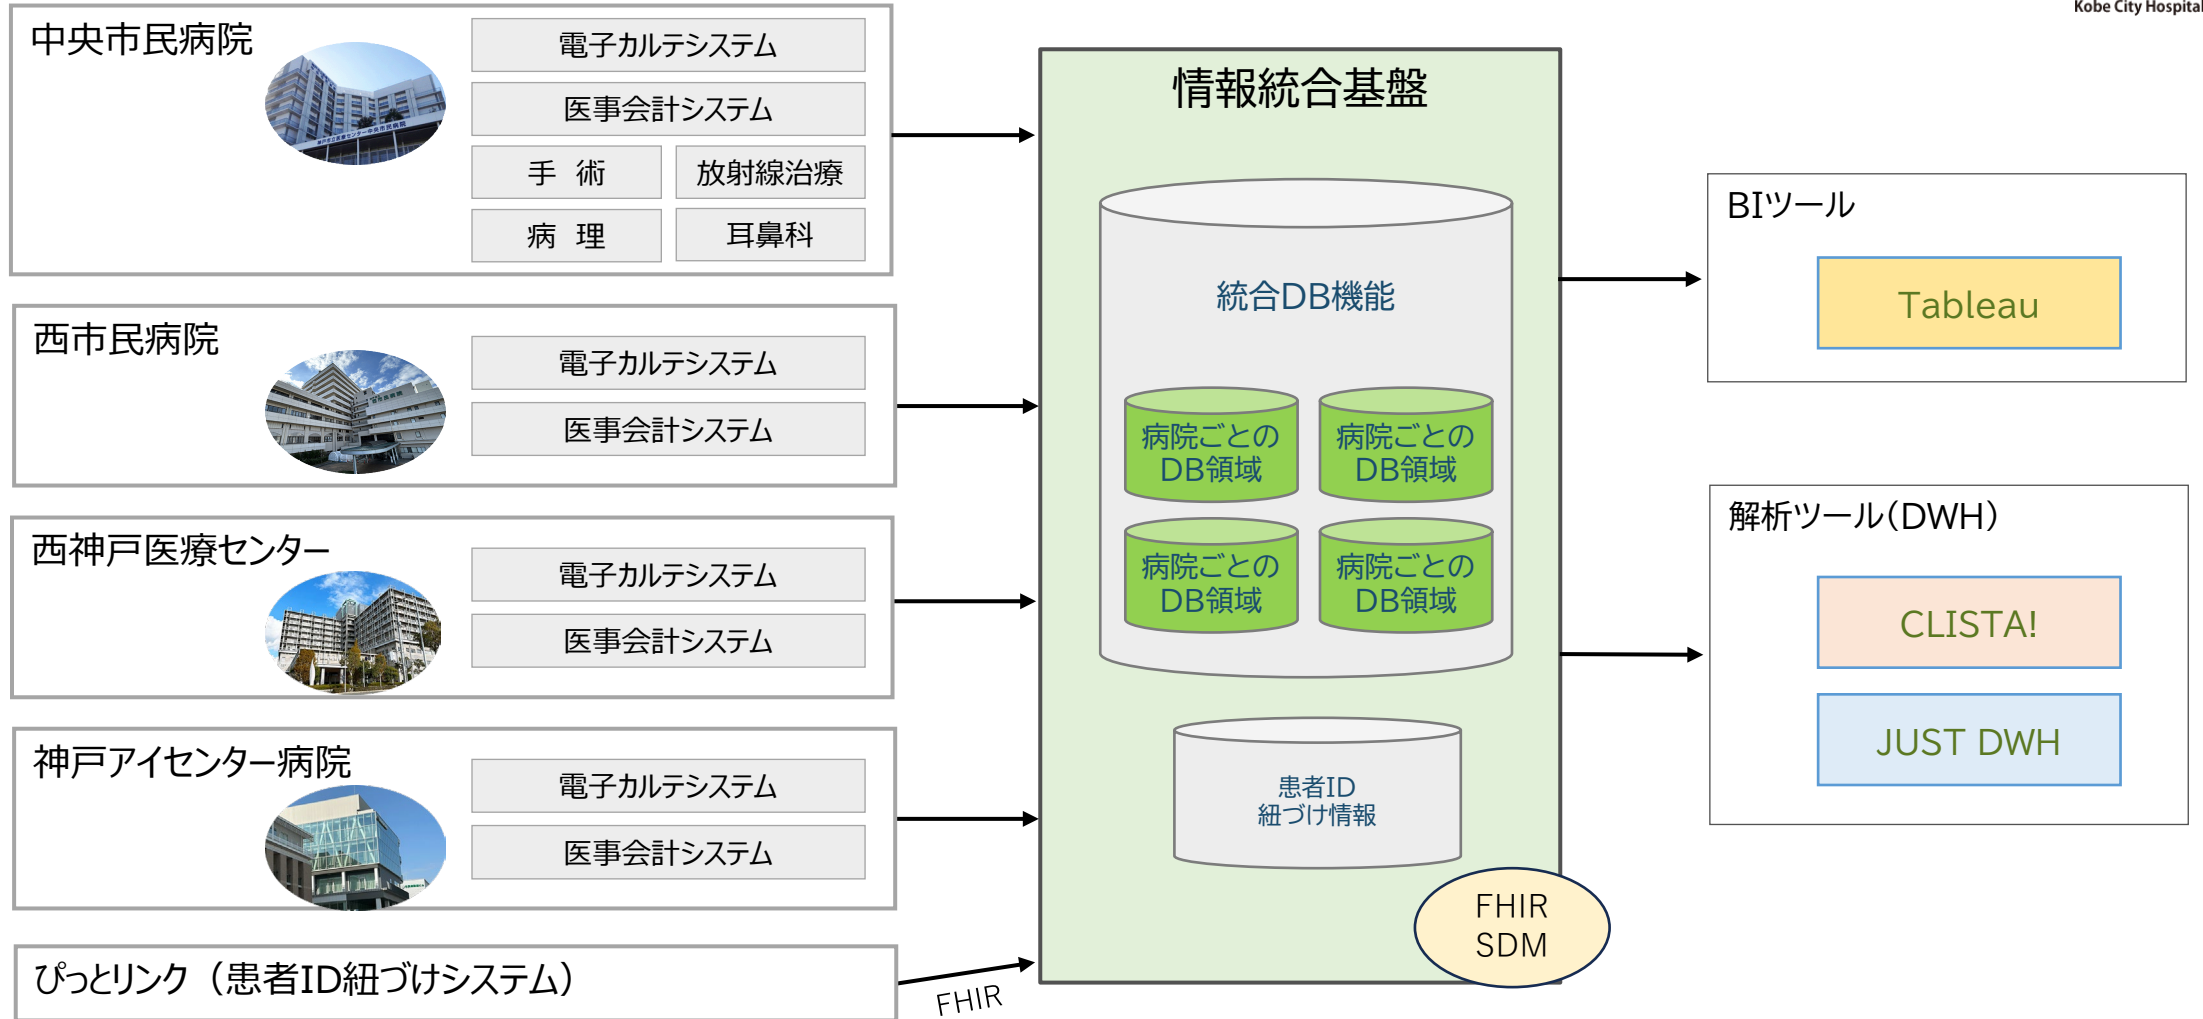 Kobe City Hospital
中央市民病院
電子カルテシステム
医事会計システム
手 術
放射線治療
病 理
耳鼻科
西市民病院
電子カルテシステム
医事会計システム
西神戸医療センター
電子カルテシステム
医事会計システム
神戸アイセンター病院
電子カルテシステム
医事会計システム
ぴっとリンク（患者ID紐づけシステム）
FHIR
情報統合基盤
統合DB機能
病院ごとの
DB領域
病院ごとの
DB領域
病院ごとの
DB領域
病院ごとの
DB領域
患者ID
紐づけ情報
FHIR
SDM
BIツール
Tableau
解析ツール（DWH）
CLISTA!
JUST DWH